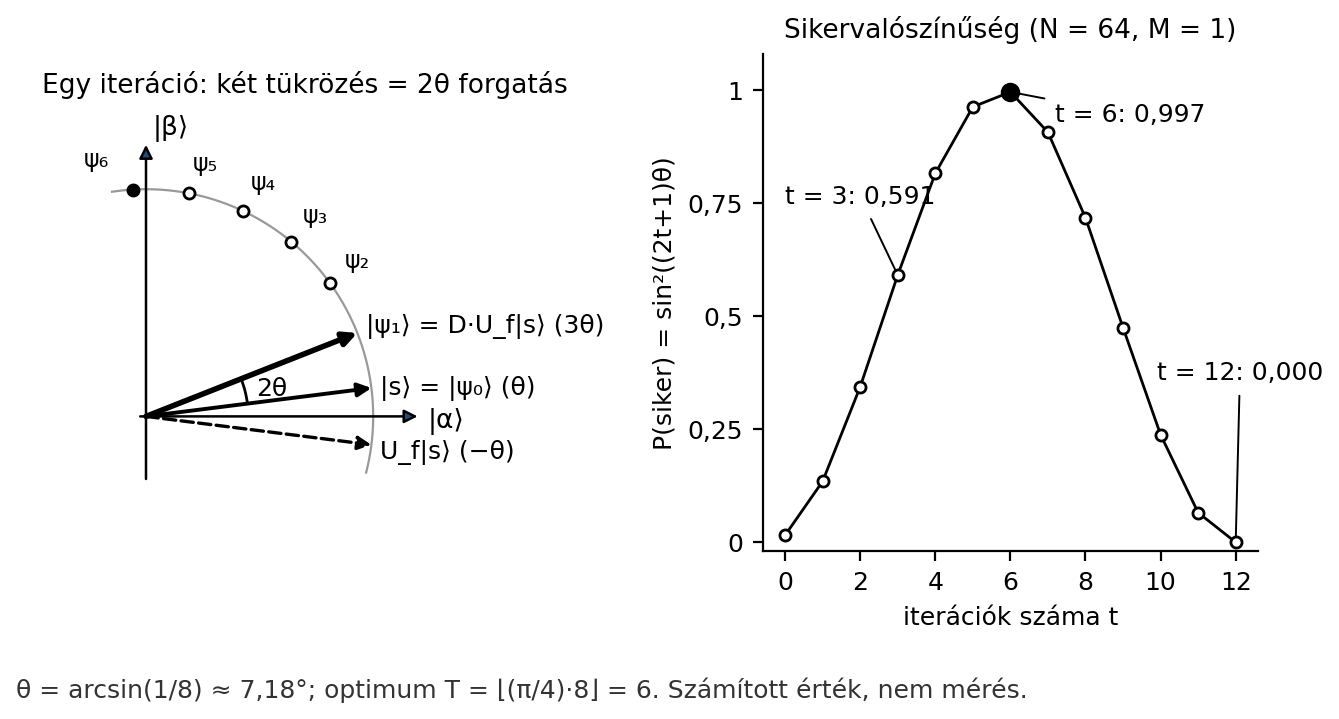 Egy iteráció: két tükrözés = 2θ forgatás
|β⟩
ψ₆
ψ₅
ψ₄
ψ₃
ψ₂
|ψ₁⟩ = D·U_f|s⟩ (3θ)
2θ
|s⟩ = |ψ₀⟩ (θ)
|α⟩
U_f|s⟩ (−θ)
Sikervalószínűség (N = 64, M = 1)
P(siker) = sin²((2t+1)θ)
1
0,75
0,5
0,25
0
t = 6: 0,997
t = 3: 0,591
t = 12: 0,000
0 2 4 6 8 10 12
iterációk száma t
θ = arcsin(1/8) ≈ 7,18°; optimum T = ⌊(π/4)·8⌋ = 6. Számított érték, nem mérés.